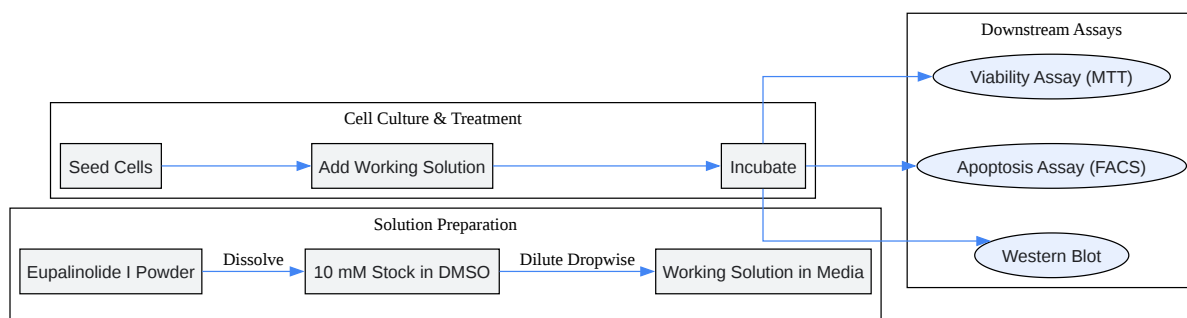 Downstream Assays
Viability Assay (MTT)
Cell Culture & Treatment
Seed Cells
Add Working Solution
Incubate
Apoptosis Assay (FACS)
Solution Preparation
Eupalinolide I Powder
Dissolve
10 mM Stock in DMSO
Dilute Dropwise
Working Solution in Media
Western Blot